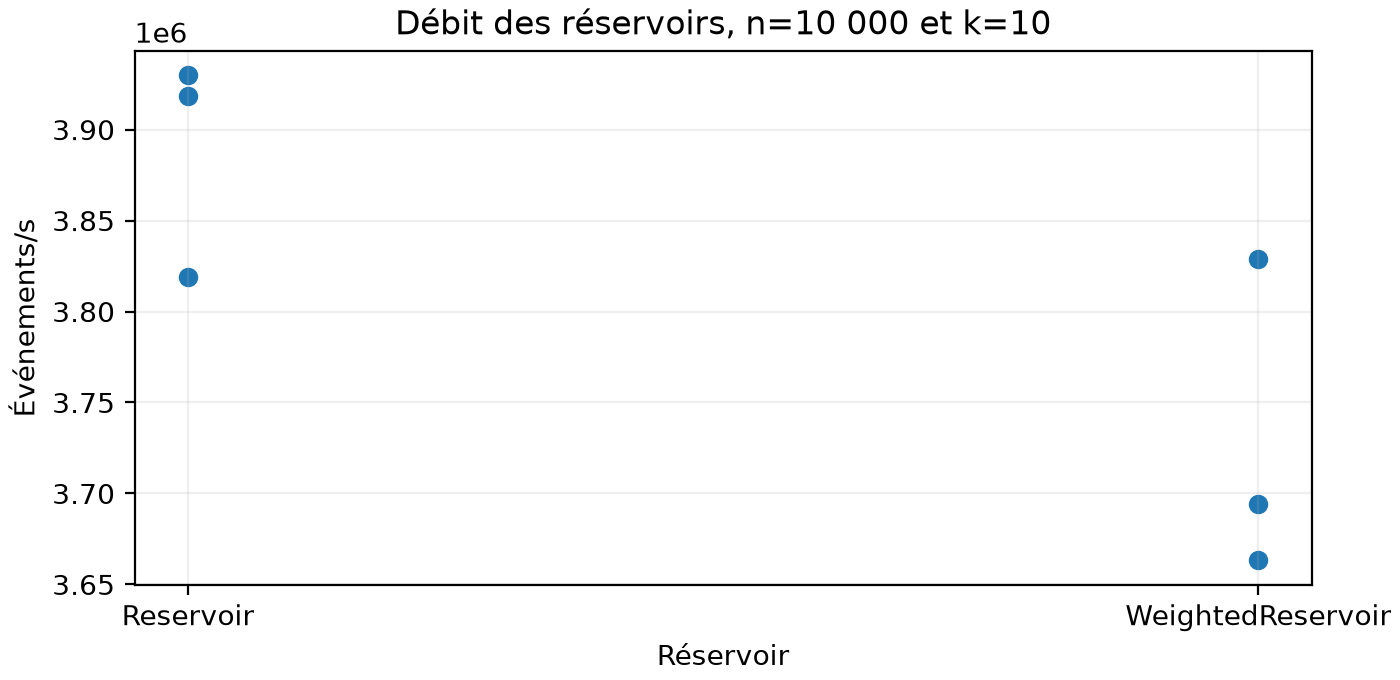 Débit des réservoirs, n=10 000 et k=10
1e6
3.90
3.85
3.80
3.75
3.70
3.65
Événements/s
Reservoir
WeightedReservoir
Réservoir